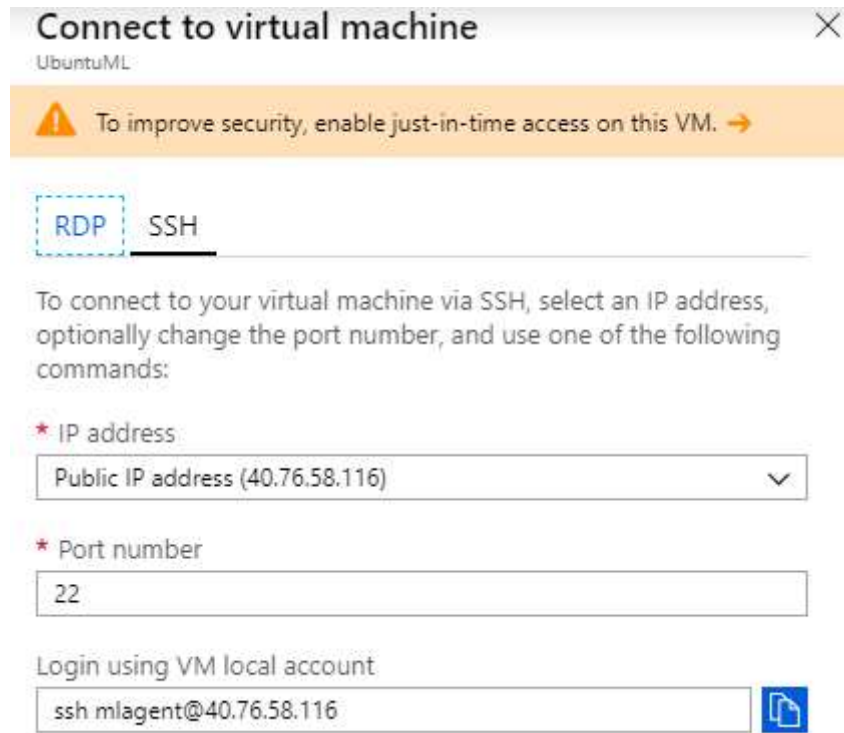 Connect to virtual machine
UbuntuML
To improve security, enable just-in-time access on this VM. →
RDP SSH
To connect to your virtual machine via SSH, select an IP address,
optionally change the port number, and use one of the following
commands:
* IP address
Public IP address (40.76.58.116)
* Port number
22
Login using VM local account
ssh mlagent@40.76.58.116